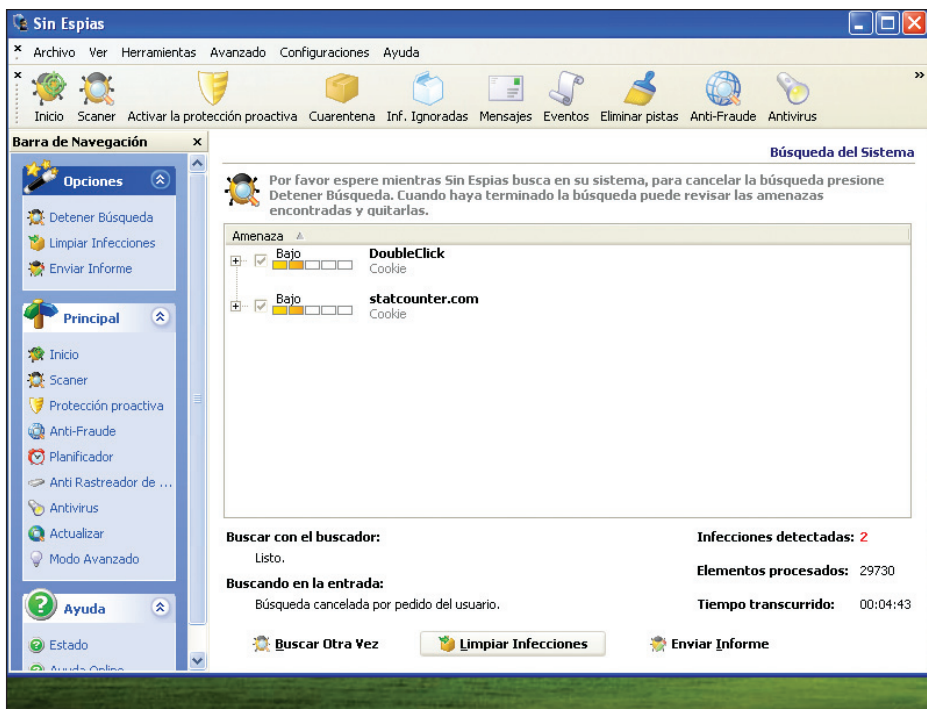 Sin Espias
Archivo Ver Herramientas Avanzado Configuraciones Ayuda
Inicio Scaner Activar la protección proactiva Cuarentena Inf. Ignoradas Mensajes Eventos Eliminar pistas Anti-Fraude Antivirus
Barra de Navegación
Opciones
Detener Búsqueda
Limpiar Infecciones
Enviar Informe
Principal
Inicio
Scaner
Protección proactiva
Anti-Fraude
Planificador
Anti Rastreador de ...
Antivirus
Actualizar
Modo Avanzado
Ayuda
Estado
Ayuda Online
Búsqueda del Sistema
Por favor espere mientras Sin Espias busca en su sistema, para cancelar la búsqueda presione
Detener Búsqueda. Cuando haya terminado la búsqueda puede revisar las amenazas
encontradas y quitarlas.
Amenaza
Bajo DoubleClick
Cookie
Bajo statcounter.com
Cookie
Buscar con el buscador:
Listo.
Buscando en la entrada:
Búsqueda cancelada por pedido del usuario.
Infecciones detectadas: 2
Elementos procesados: 29730
Tiempo transcurrido: 00:04:43
Buscar Otra Vez Limpiar Infecciones Enviar Informe